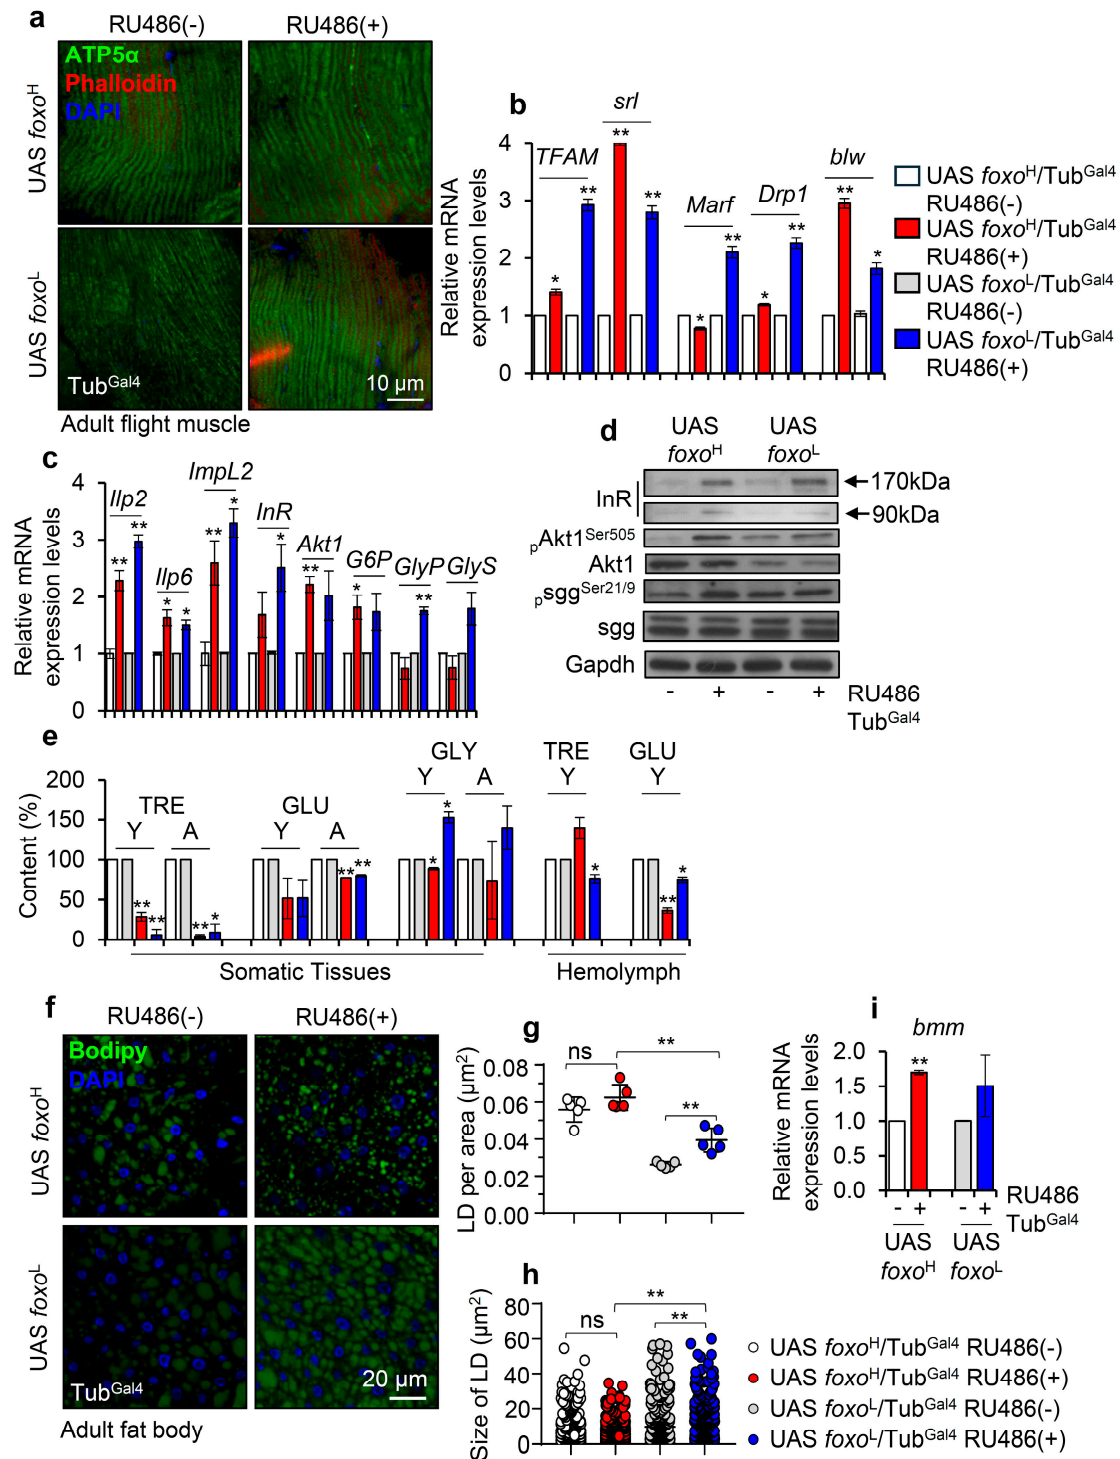 a
RU486(-)
RU486(+)
ATP5α
Phalloidin
DAPI
UAS foxoH
UAS foxoL
TubGal4
10 µm
Adult flight muscle
b
Relative mRNA
expression levels
4
3
2
1
0
TFAM
srl
Marf
Drp1
blw
*
**
**
**
*
**
*
**
**
*
UAS foxoH/TubGal4
RU486(-)
UAS foxoH/TubGal4
RU486(+)
UAS foxoL/TubGal4
RU486(-)
UAS foxoL/TubGal4
RU486(+)
c
Relative mRNA
expression levels
4
3
2
1
0
Ilp2
Ilp6
ImpL2
InR
Akt1
G6P
GlyP
GlyS
**
**
*
*
**
*
*
**
*
**
d
UAS
foxoH
UAS
foxoL
InR
170kDa
90kDa
pAkt1Ser505
Akt1
psggSer21/9
sgg
Gapdh
-
+
-
+
RU486
TubGal4
e
Content (%)
200
150
100
50
0
TRE
Y
A
GLU
Y
A
GLY
Y
A
TRE
Y
GLU
Y
**
**
**
*
**
**
*
*
*
**
*
Somatic Tissues
Hemolymph
f
RU486(-)
RU486(+)
Bodipy
DAPI
UAS foxoH
UAS foxoL
TubGal4
20 µm
Adult fat body
g
LD per area (µm2)
0.08
0.06
0.04
0.02
0.00
ns
**
**
h
Size of LD (µm2)
80
60
40
20
0
ns
**
**
UAS foxoH/TubGal4 RU486(-)
UAS foxoH/TubGal4 RU486(+)
UAS foxoL/TubGal4 RU486(-)
UAS foxoL/TubGal4 RU486(+)
i
bmm
Relative mRNA
expression levels
2.0
1.5
1.0
0.5
0.0
**
- + - +
RU486
TubGal4
UAS
foxoH
UAS
foxoL